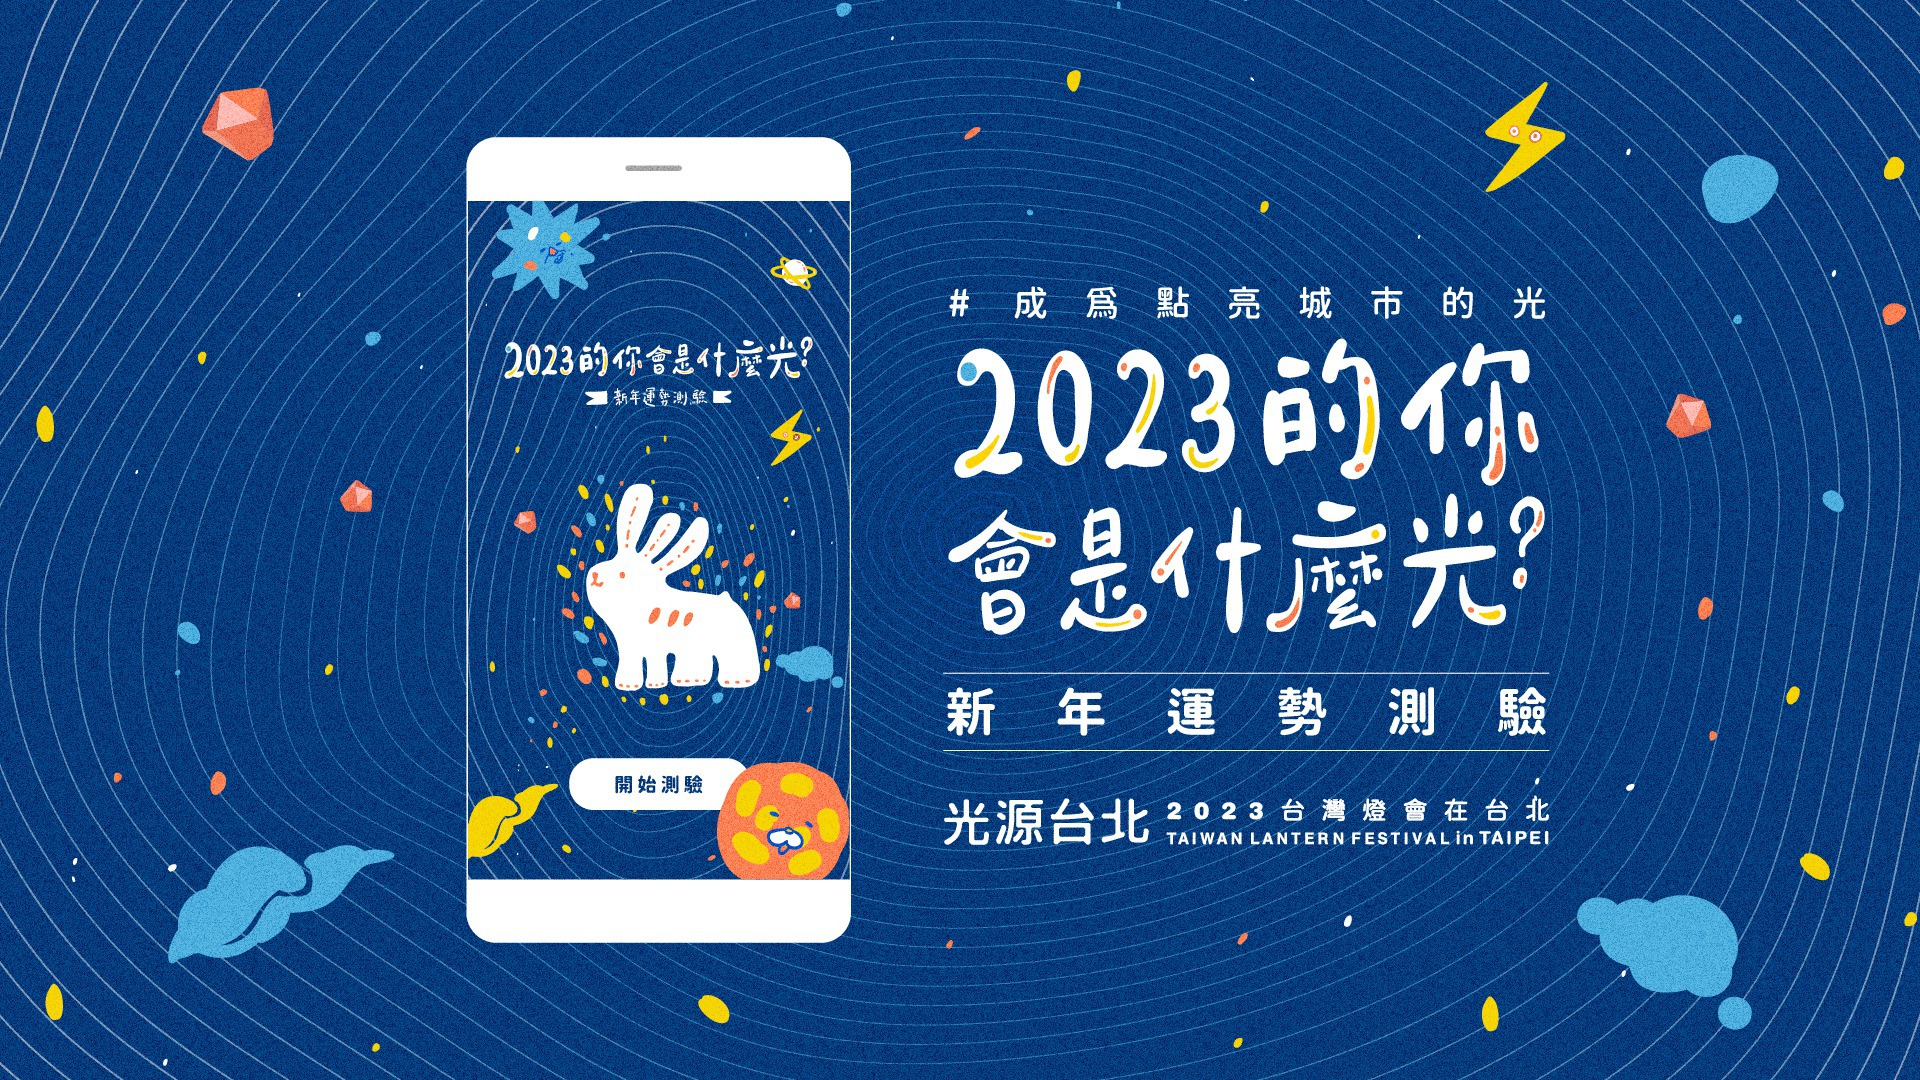 2023的你會是什麼光?
新年運勢測驗
開始測驗
#成爲點亮城市的光
2023的你
會是什麼光?
新年運勢測驗
光源台北
2023台灣燈會在台北
TAIWAN LANTERN FESTIVAL in TAIPEI